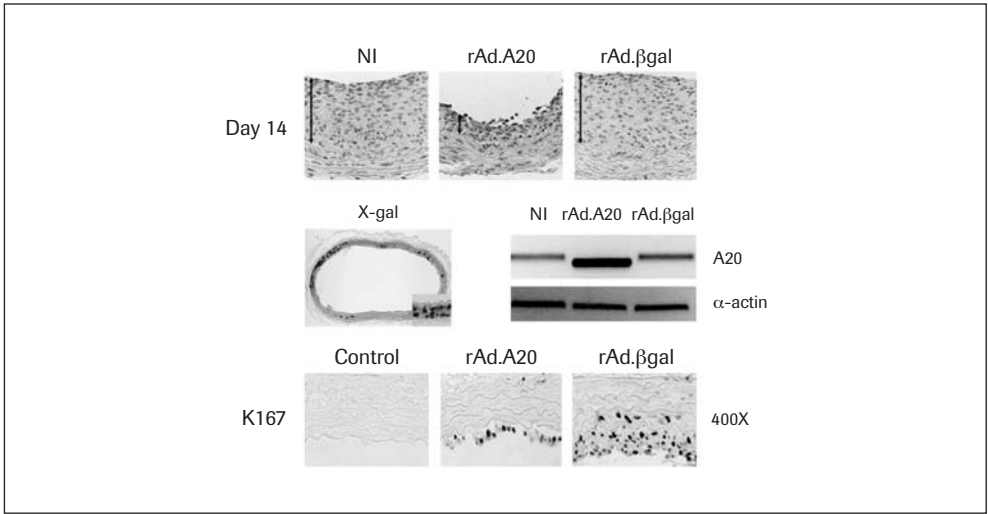 NI rAd.A20 rAd.βgal
Day 14
X-gal
NI rAd.A20 rAd.βgal
A20
α-actin
Control rAd.A20 rAd.βgal
K167
400X